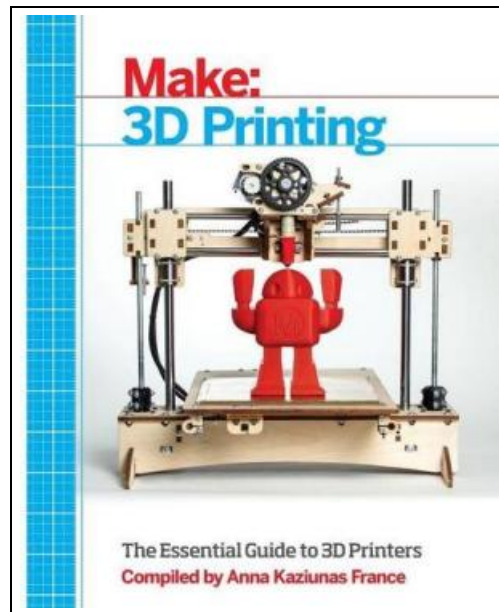 Make:
3D Printing
The Essential Guide to 3D Printers
Compiled by Anna Kaziunas France